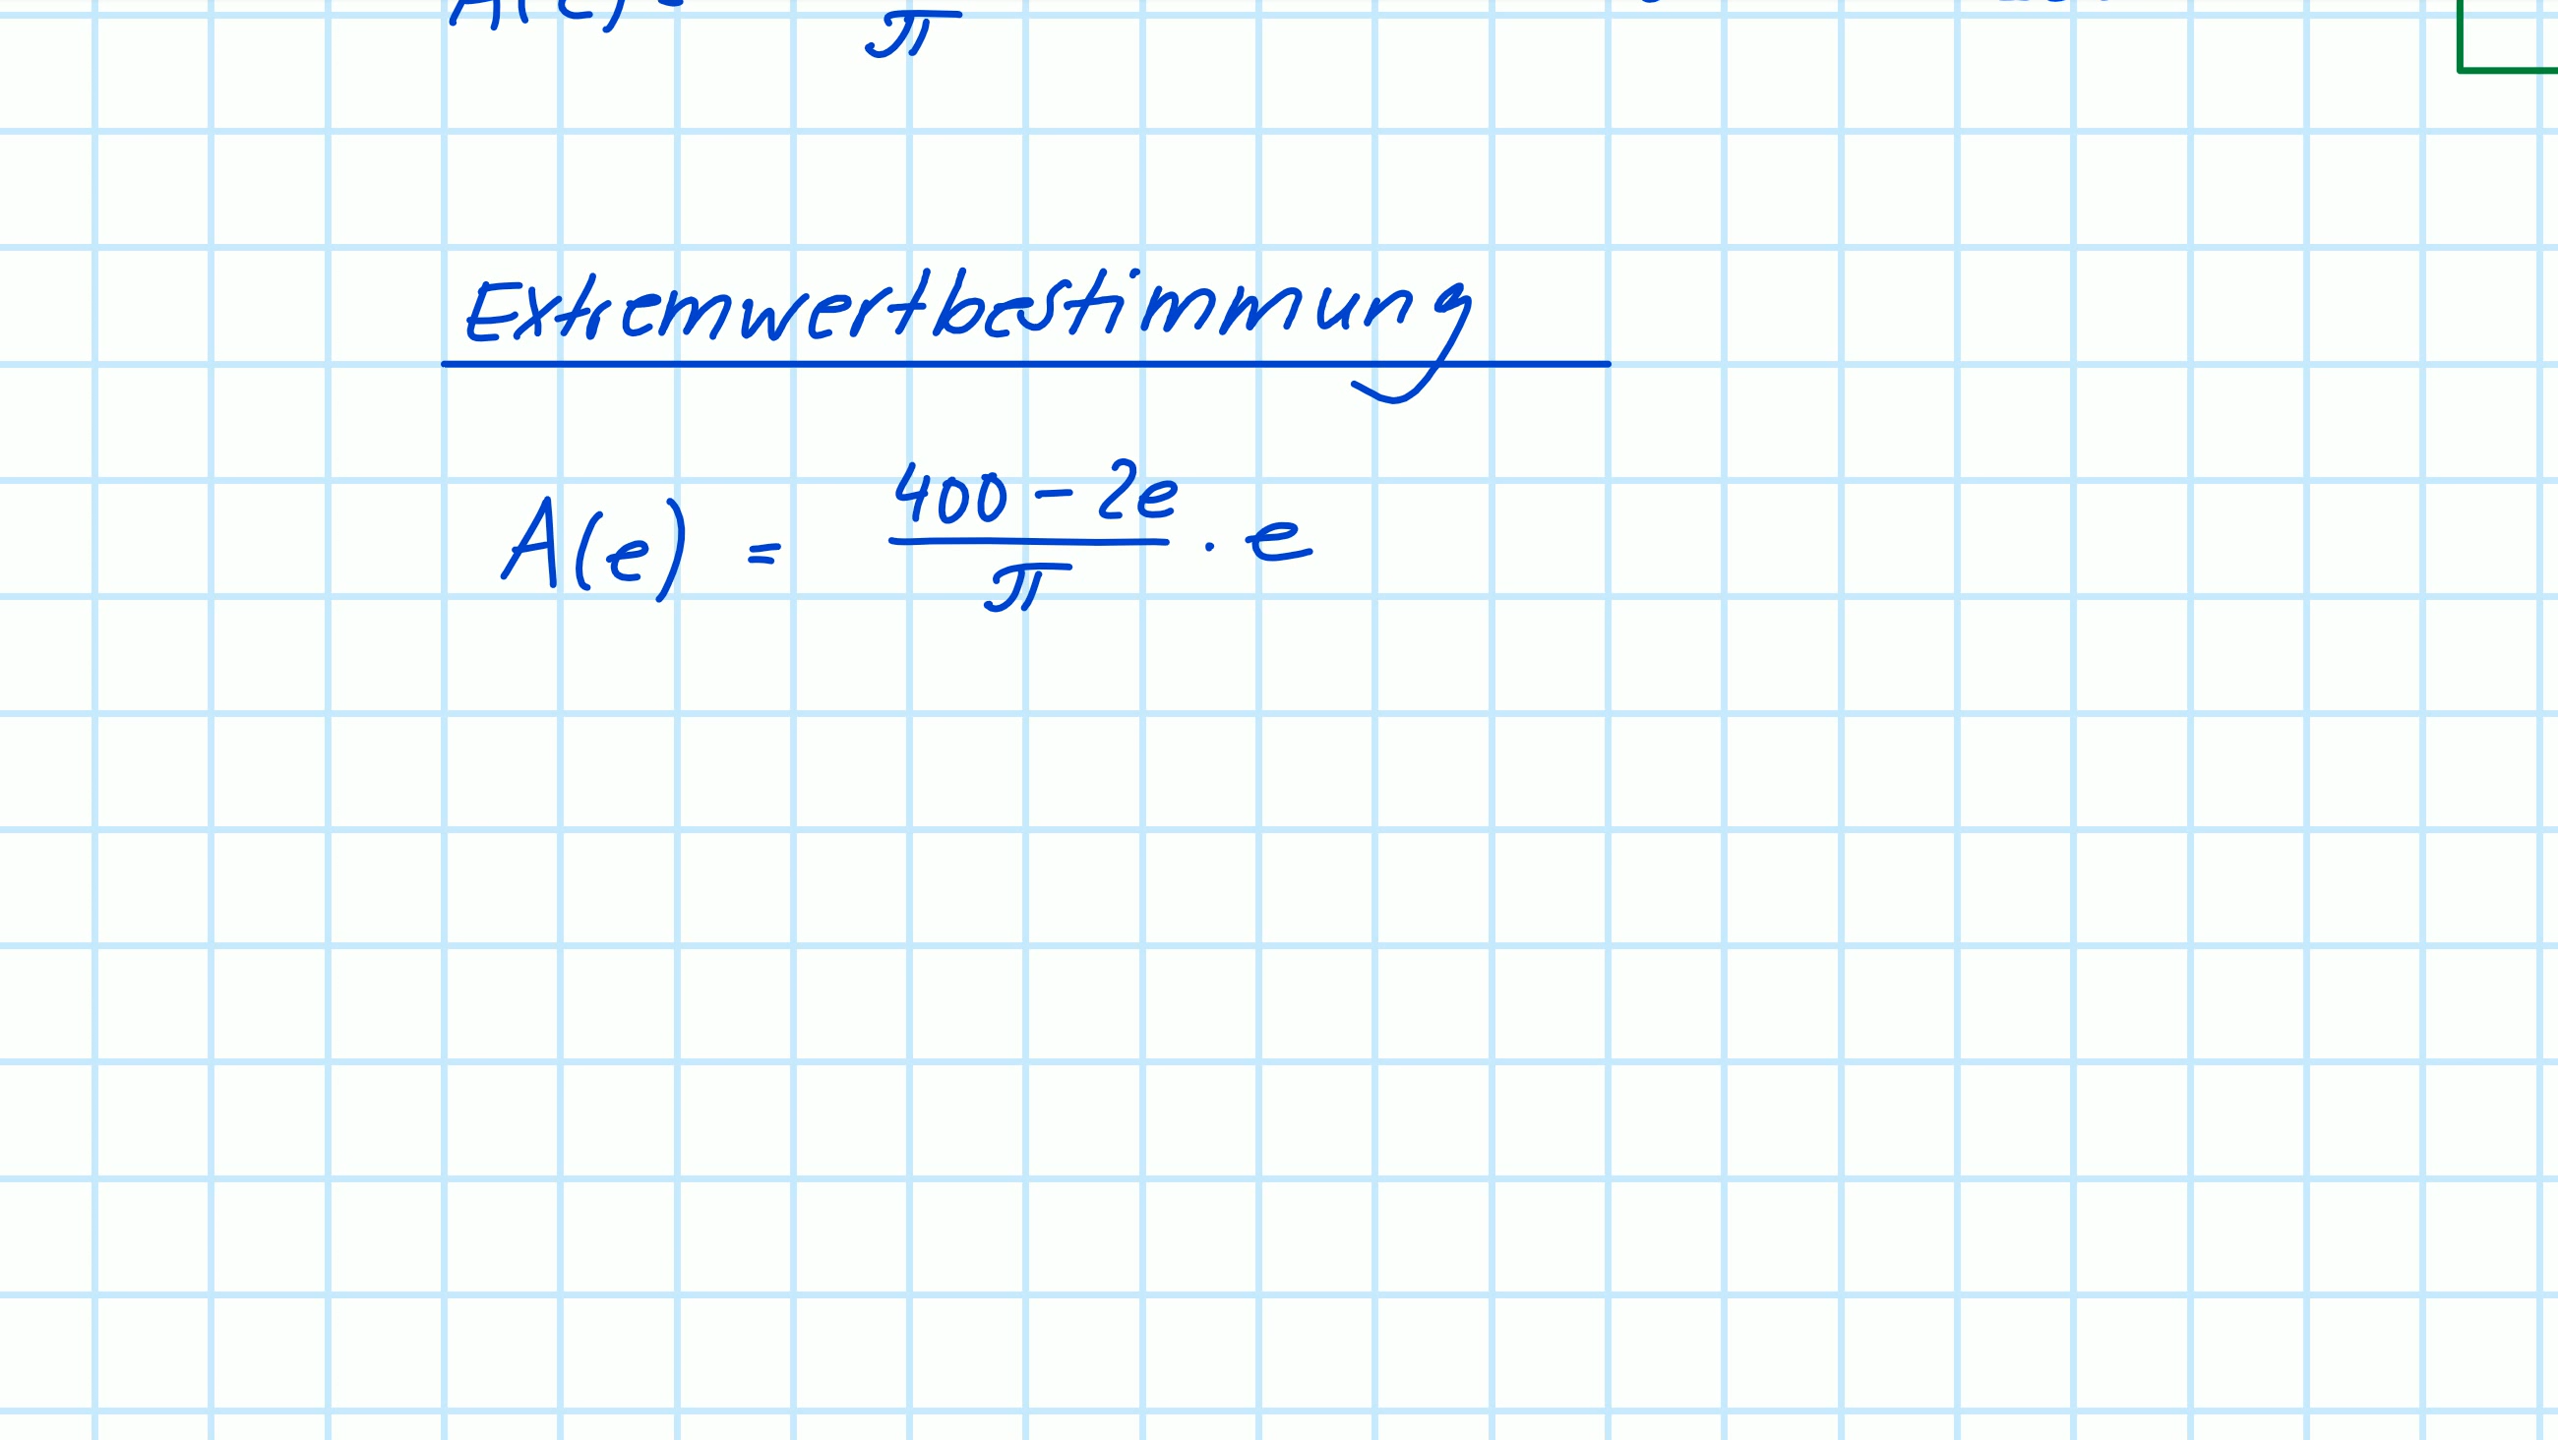 π
Extremwertbestimmung
A(e) = (400 - 2e)/π · e